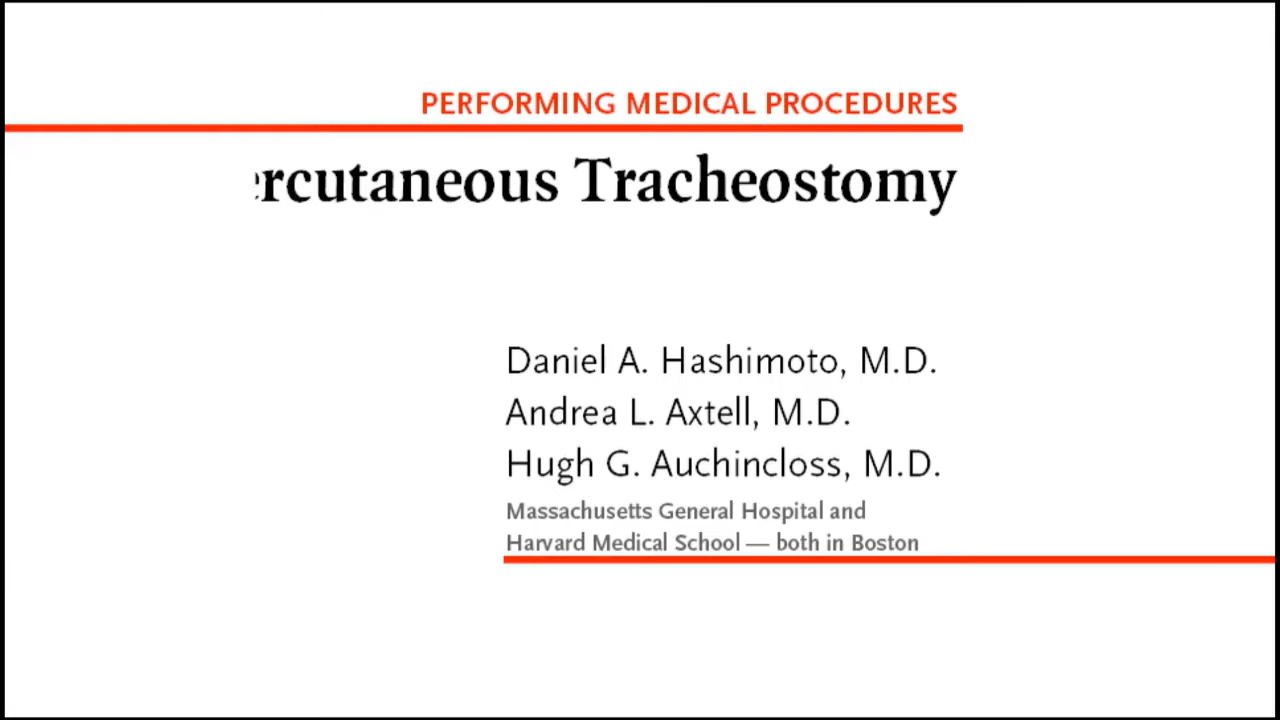 PERFORMING MEDICAL PROCEDURES
rcutaneous Tracheostomy
Daniel A. Hashimoto, M.D.
Andrea L. Axtell, M.D.
Hugh G. Auchincloss, M.D.
Massachusetts General Hospital and
Harvard Medical School — both in Boston